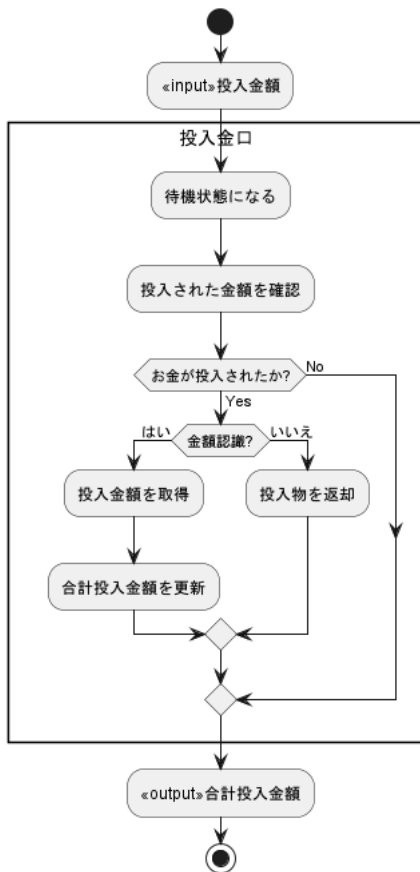 «input»投入金額
投入金口
待機状態になる
投入された金額を確認
お金が投入されたか?
No
Yes
はい
金額認識?
いいえ
投入金額を取得
投入物を返却
合計投入金額を更新
«output»合計投入金額